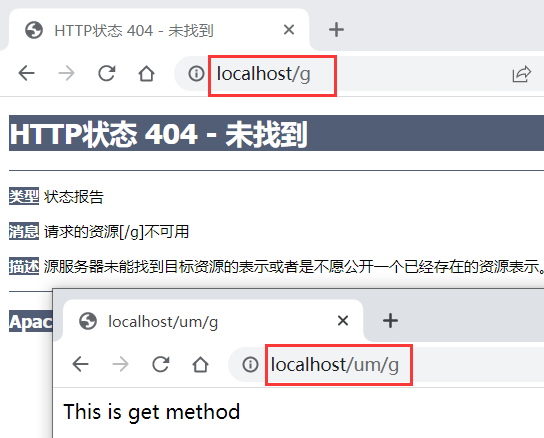 HTTP状态 404 - 未找到
localhost/g
HTTP状态 404 - 未找到
类型 状态报告
消息 请求的资源[/g]不可用
描述 源服务器未能找到目标资源的表示或者是不愿公开一个已经存在的资源表示。
Apac
localhost/um/g
localhost/um/g
This is get method